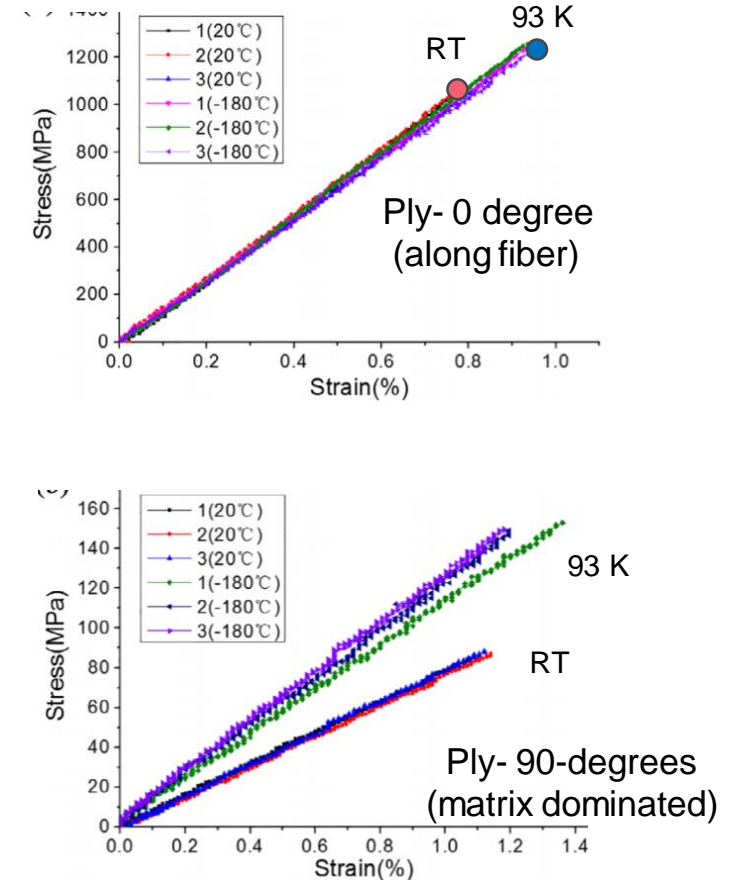 93 K
1400
RT
1(20℃)
2(20℃)
3(20℃)
1(-180℃)
2(-180℃)
3(-180℃)
1200
1000
800
600
400
200
0
Stress(MPa)
Ply- 0 degree
(along fiber)
0.0 0.2 0.4 0.6 0.8 1.0
Strain(%)
160
140
120
100
80
60
40
20
0
Stress(MPa)
1(20℃)
2(20℃)
3(20℃)
1(-180℃)
2(-180℃)
3(-180℃)
93 K
RT
Ply- 90-degrees
(matrix dominated)
0.0 0.2 0.4 0.6 0.8 1.0 1.2 1.4
Strain(%)